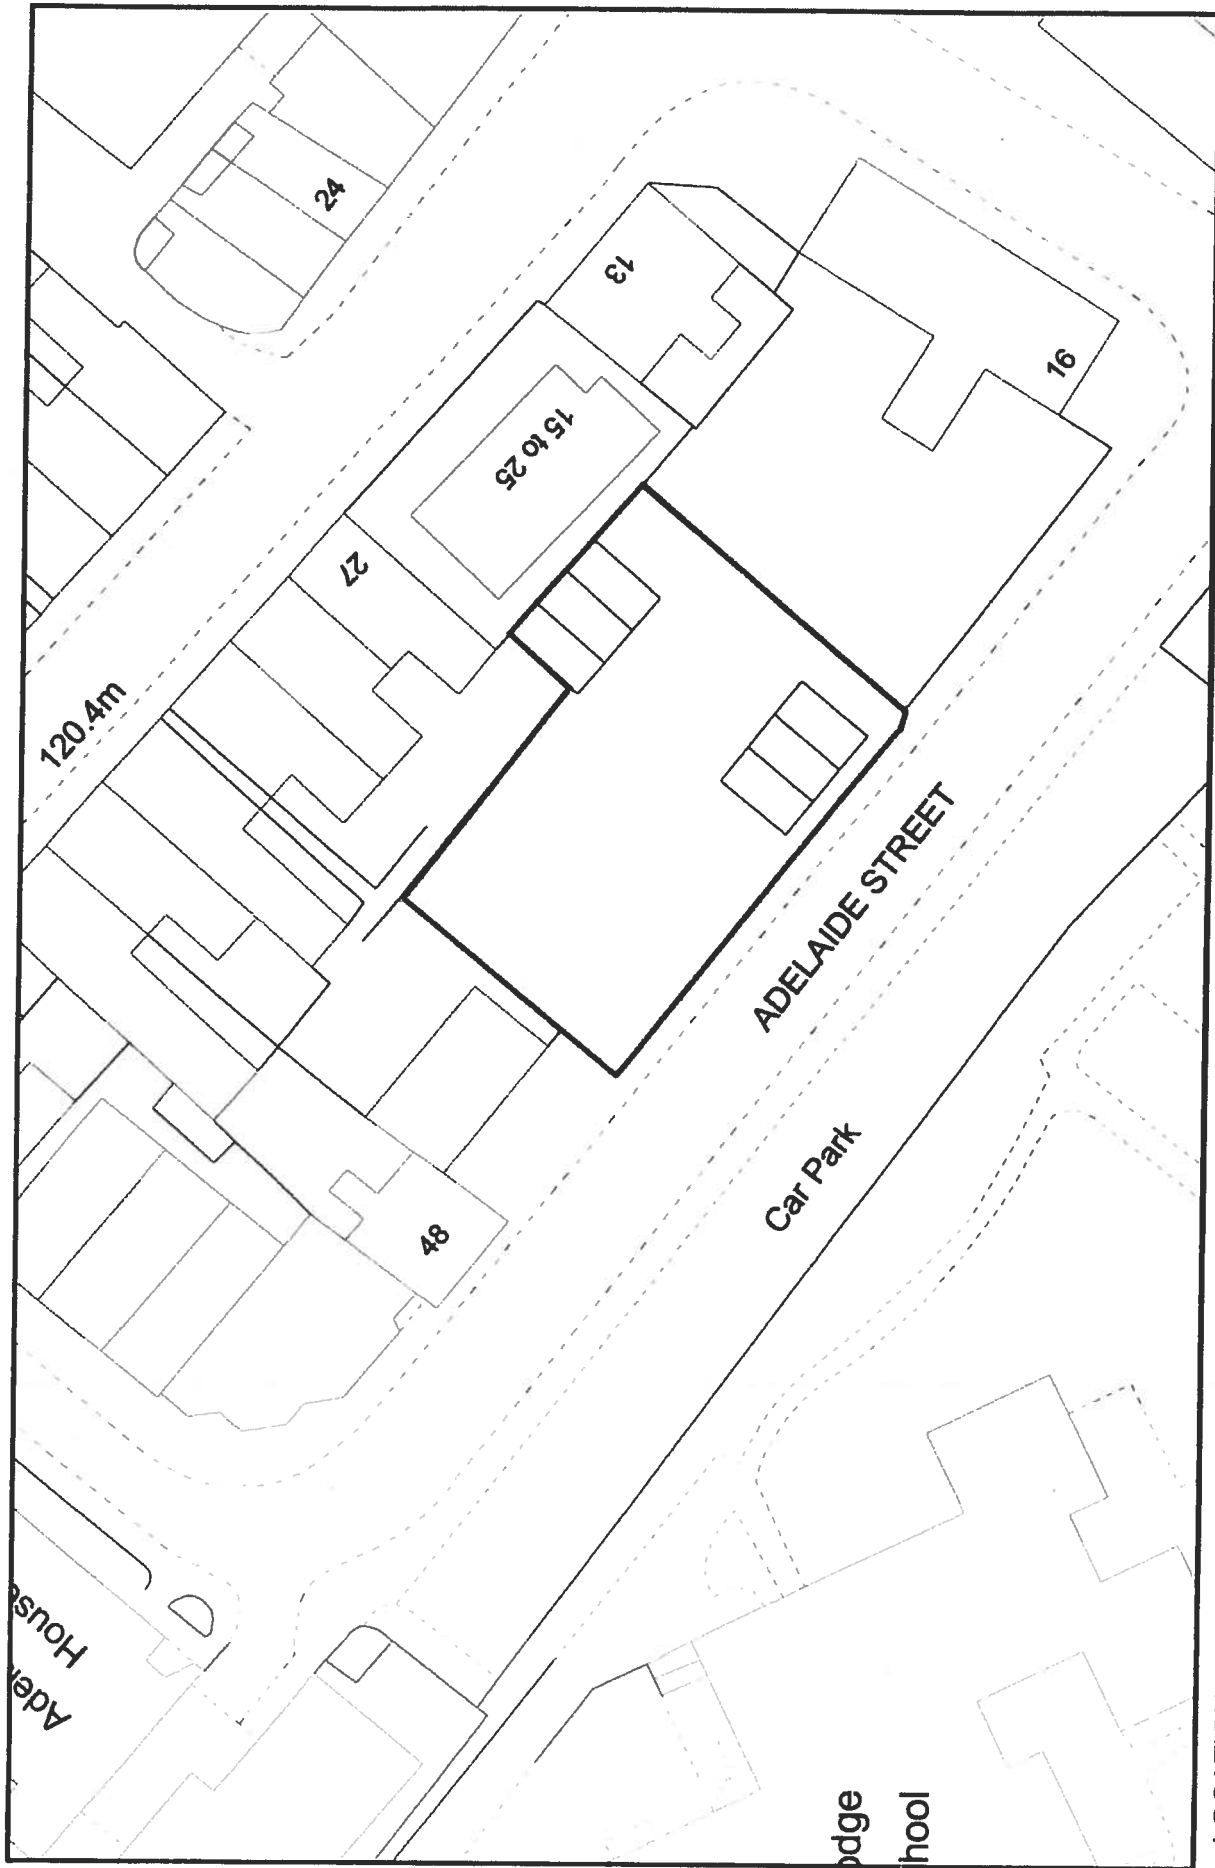 24
13
15 to 25
16
27
120.4m
ADELAIDE STREET
Car Park
48
House
odge
hool